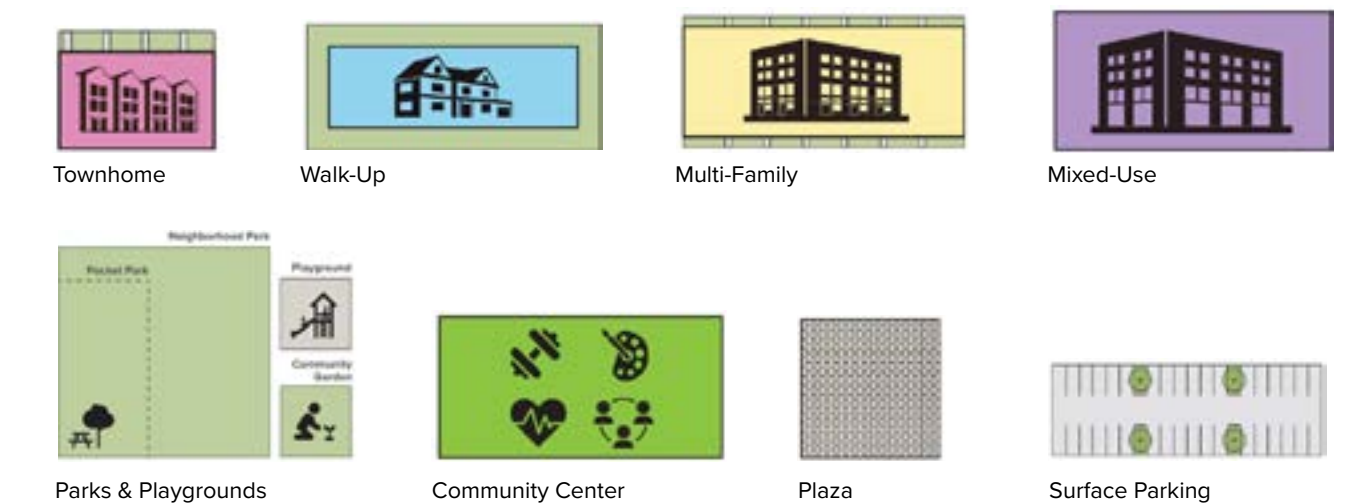 Townhome
Walk-Up
Multi-Family
Mixed-Use
Neighborhood Park
Pocket Park
Playground
Community
Garden
Parks & Playgrounds
Community Center
Plaza
Surface Parking